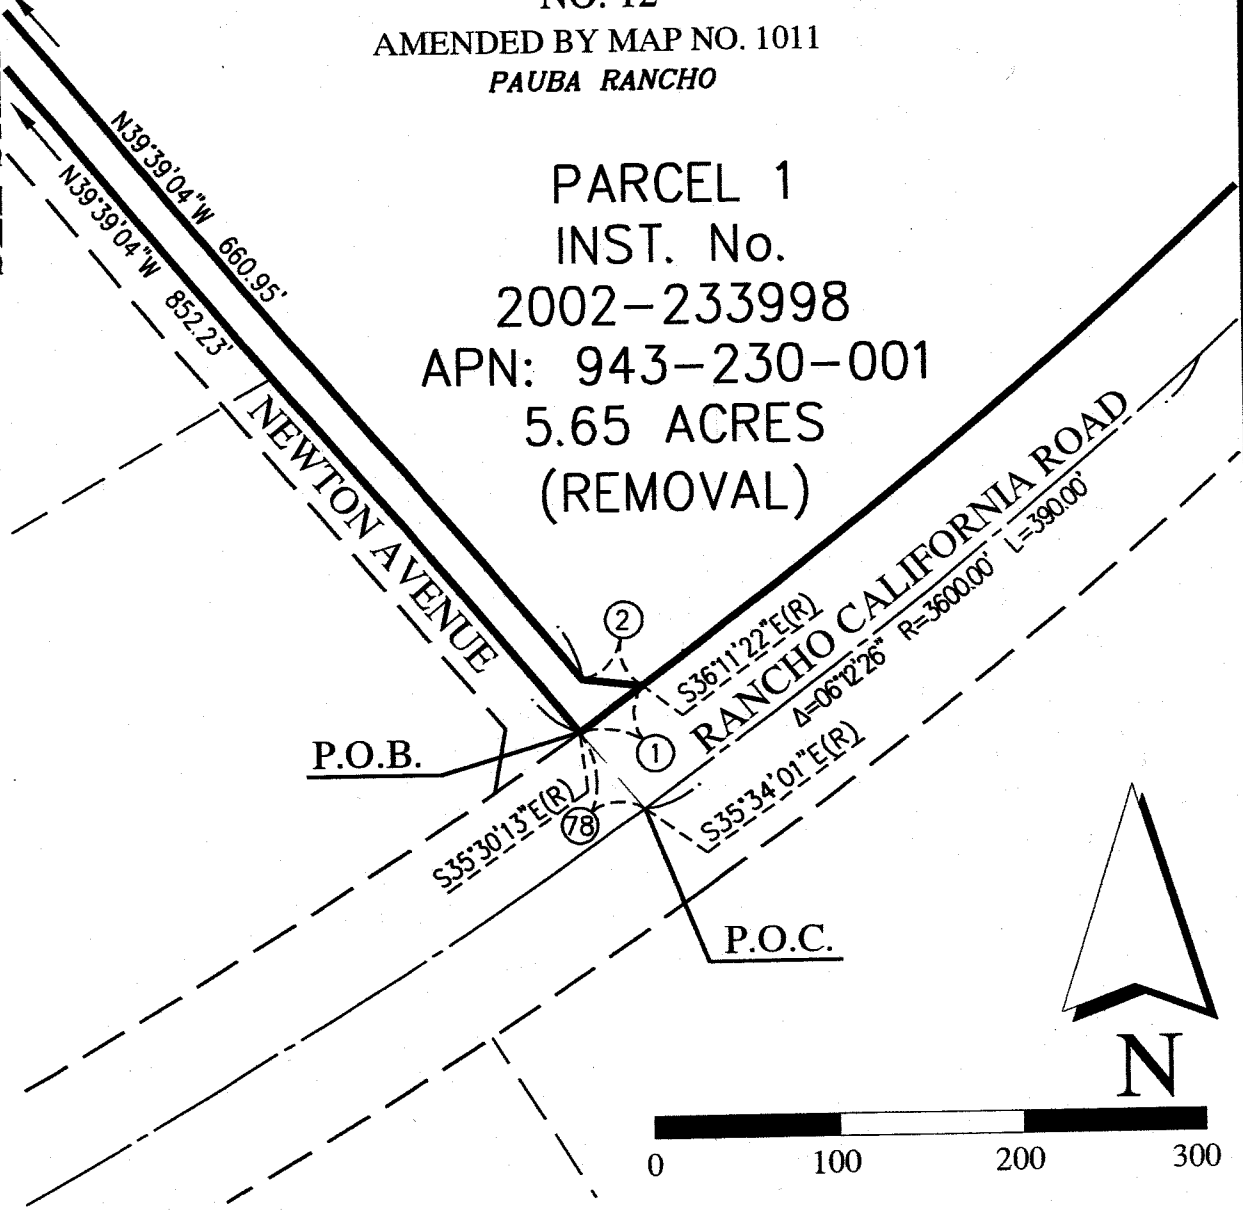 NO. 12
AMENDED BY MAP NO. 1011
PAUBA RANCHO
PARCEL 1
INST. No.
2002-233998
APN: 943-230-001
5.65 ACRES
(REMOVAL)
N39°39'04"W 660.95'
N39°39'04"W 852.23'
NEWTON AVENUE
RANCHO CALIFORNIA ROAD
Δ=06°12'26" R=3600.00' L=390.00'
2
S36°11'22"E(R)
1
P.O.B.
S35°30'13"E(R)
78
S35°34'01"E(R)
P.O.C.
N
0 100 200 300